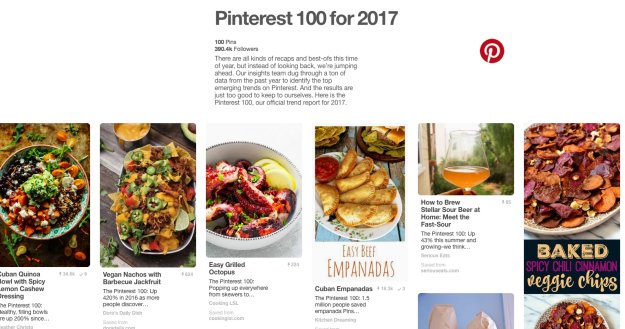 Pinterest 100 for 2017
100 Pins
390.4k Followers
There are all kinds of recaps and best-ofs this time
of year, but instead of looking back, we're jumping
ahead. Our insights team dug through a ton of
data from the past year to identify the top
emerging trends on Pinterest. And the results are
just too good to keep to ourselves. Here is the
Pinterest 100, our official trend report for 2017.
Cuban Quinoa
Bowl with Spicy
Lemon Cashew
Dressing
The Pinterest 100:
Healthy, filling bowls
are up 200% since...
Heather Christo
Vegan Nachos with
Barbecue Jackfruit
624
The Pinterest 100: Up
420% in 2016 as more
people discover...
Dora's Daily Dish
Saved from
Easy Grilled
Octopus
224
The Pinterest 100:
Popping up everywhere
from skewers to...
Cooking LSL
Saved from
cookinglsl.com
EASY BEEF
EMPANADAS
Cuban Empanadas
The Pinterest 100: 1.5
million people saved
empanada Pins...
Kitchen Dreaming
Saved from
How to Brew
Stellar Sour Beer at
Home: Meet the
Fast-Sour
The Pinterest 100: Up
43% this summer and
growing–we think...
Serious Eats
Saved from
seriouseats.com
BAKED
SPICY CHILI CINNAMON
veggie chips